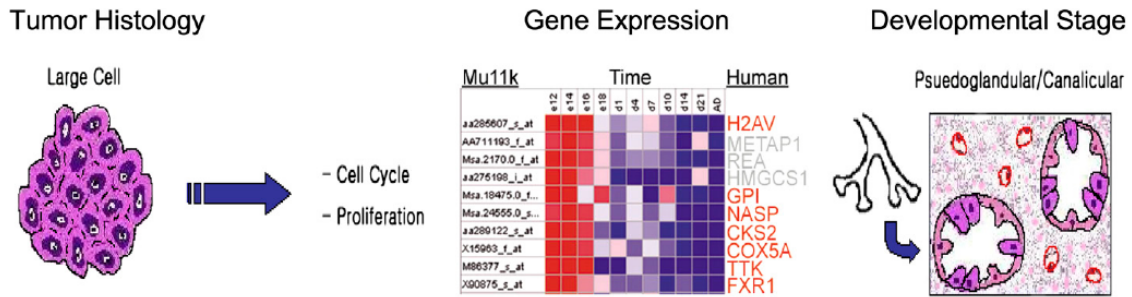 Tumor Histology
Gene Expression
Developmental Stage
Large Cell
- Cell Cycle
- Proliferation
Mu11k Time Human
e12 e14 e16 e18 d1 d4 d7 d10 d14 d21 AD
aa285607_s_at H2AV
AA711193_f_at METAP1
Msa.2170.0_f_at REA
aa275198_i_at HMGCS1
Msa.18475.0_f... GPI
Msa.24555.0_s... NASP
aa289122_s_at CKS2
X15963_f_at COX5A
M86377_s_at TTK
X90875_s_at FXR1
Psuedoglandular/Canalicular